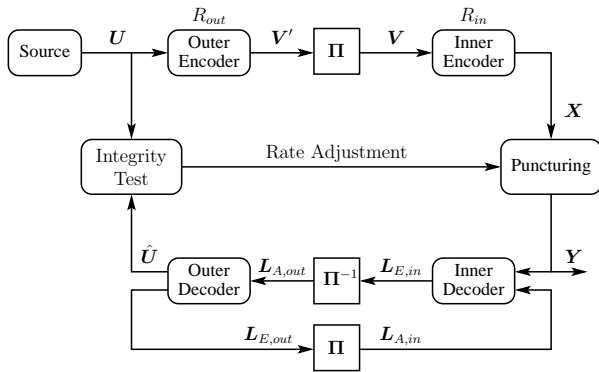 R_out R_in
Source U Outer Encoder V′ Π V Inner Encoder
X
Integrity Test Rate Adjustment Puncturing
Û Outer Decoder L_A,out Π⁻¹ L_E,in Inner Decoder Y
L_E,out Π L_A,in